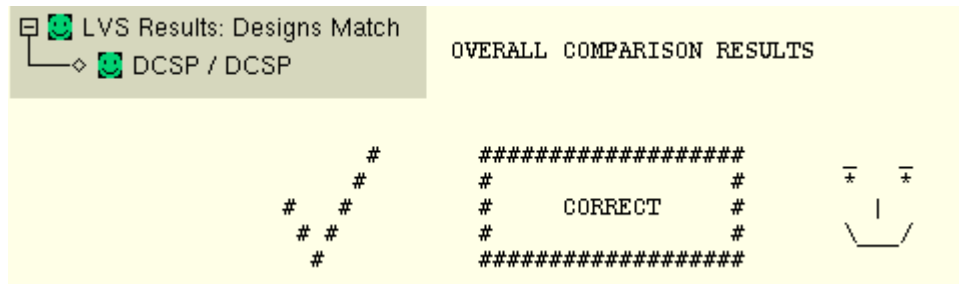 LVS Results: Designs Match
DCSP / DCSP
OVERALL COMPARISON RESULTS
CORRECT